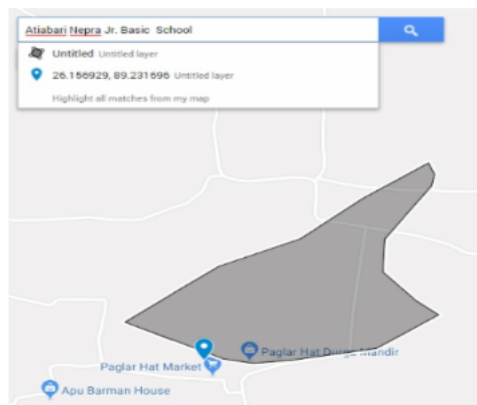 Atiabari Nepra Jr. Basic School
Untitled Untitled layer
26.156929, 89.231696 Untitled layer
Highlight all matches from my map
Paglar Hat Durga Mandir
Paglar Hat Market
Apu Barman House